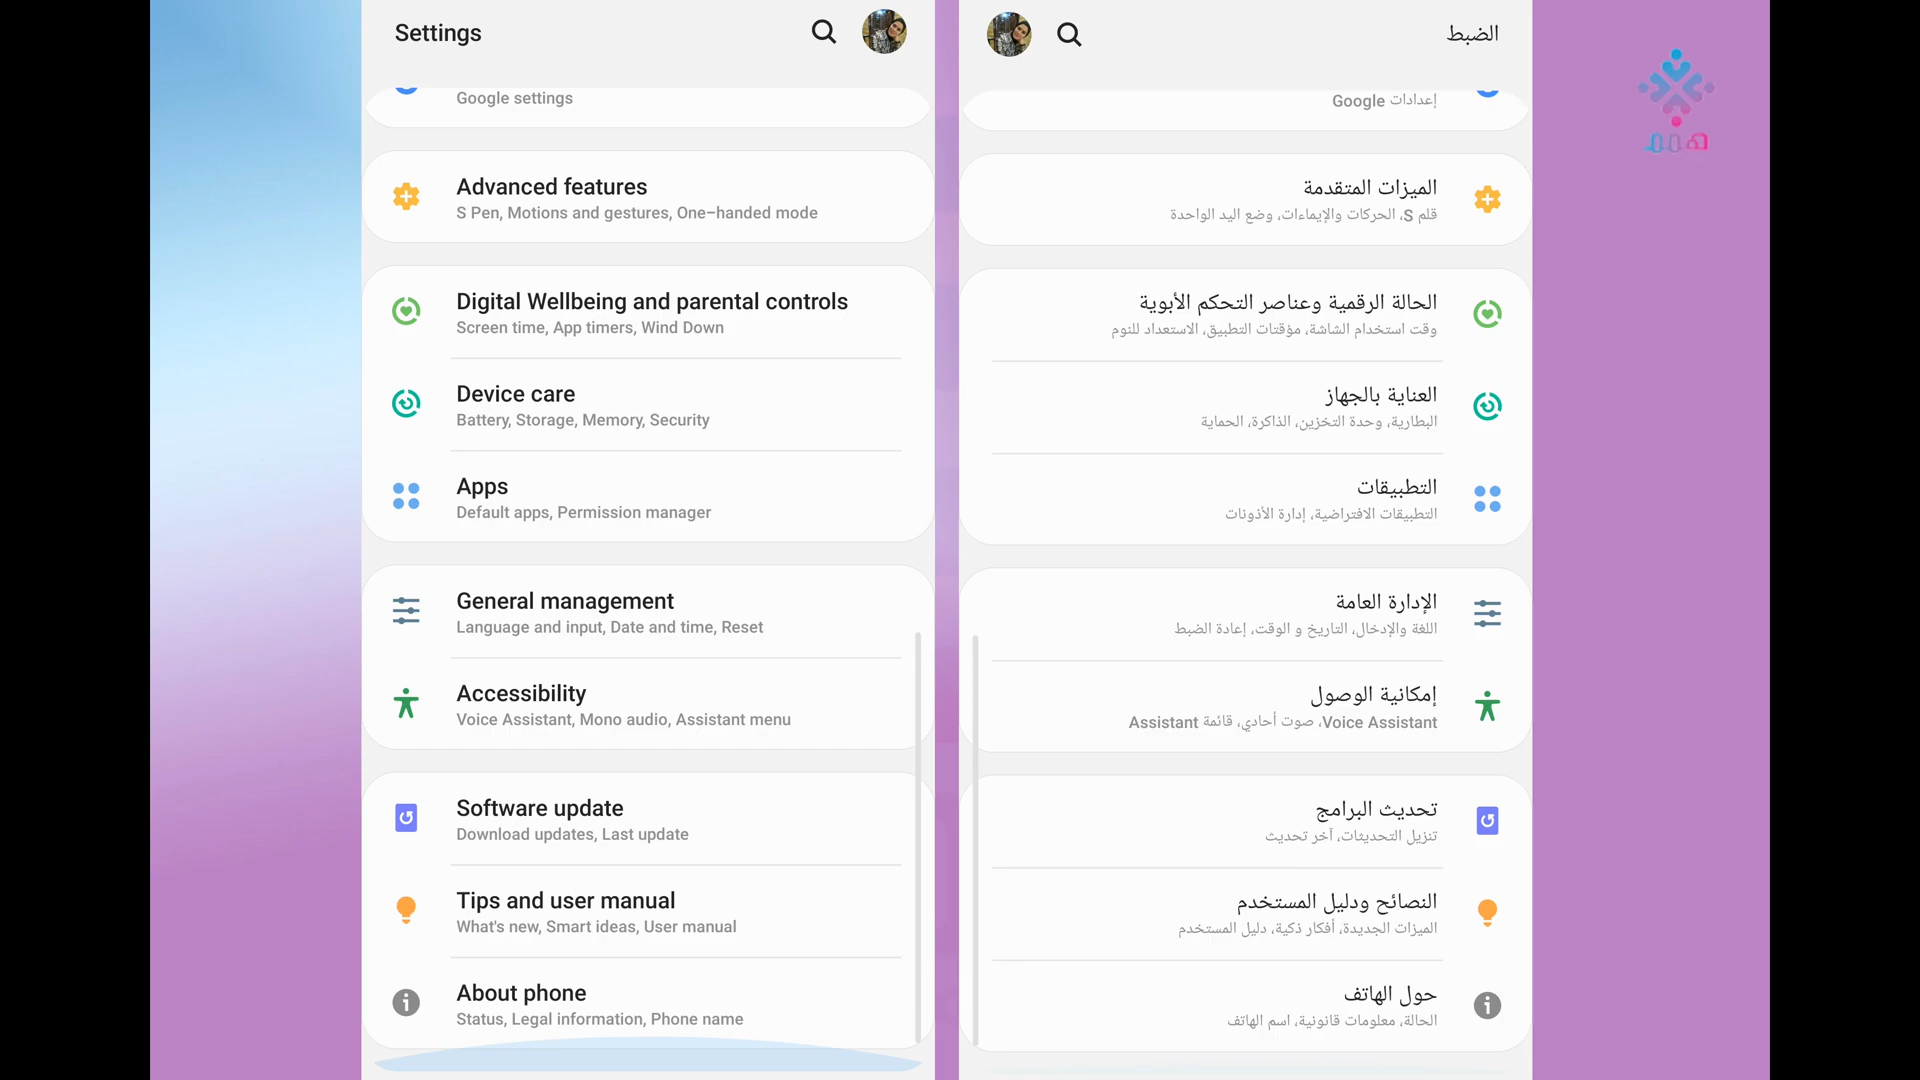 Settings
Google settings
Advanced features
S Pen, Motions and gestures, One-handed mode
Digital Wellbeing and parental controls
Screen time, App timers, Wind Down
Device care
Battery, Storage, Memory, Security
Apps
Default apps, Permission manager
General management
Language and input, Date and time, Reset
Accessibility
Voice Assistant, Mono audio, Assistant menu
Software update
Download updates, Last update
Tips and user manual
What's new, Smart ideas, User manual
About phone
Status, Legal information, Phone name
الضبط
إعدادات Google
الميزات المتقدمة
قلم S، الحركات والإيماءات، وضع اليد الواحدة
الحالة الرقمية وعناصر التحكم الأبوية
وقت استخدام الشاشة، مؤقتات التطبيق، الاستعداد للنوم
العناية بالجهاز
البطارية، وحدة التخزين، الذاكرة، الحماية
التطبيقات
التطبيقات الافتراضية، إدارة الأذونات
الإدارة العامة
اللغة والإدخال، التاريخ و الوقت، إعادة الضبط
إمكانية الوصول
Voice Assistant، صوت أحادي، قائمة Assistant
تحديث البرامج
تنزيل التحديثات، آخر تحديث
النصائح ودليل المستخدم
الميزات الجديدة، أفكار ذكية، دليل المستخدم
حول الهاتف
الحالة، معلومات قانونية، اسم الهاتف